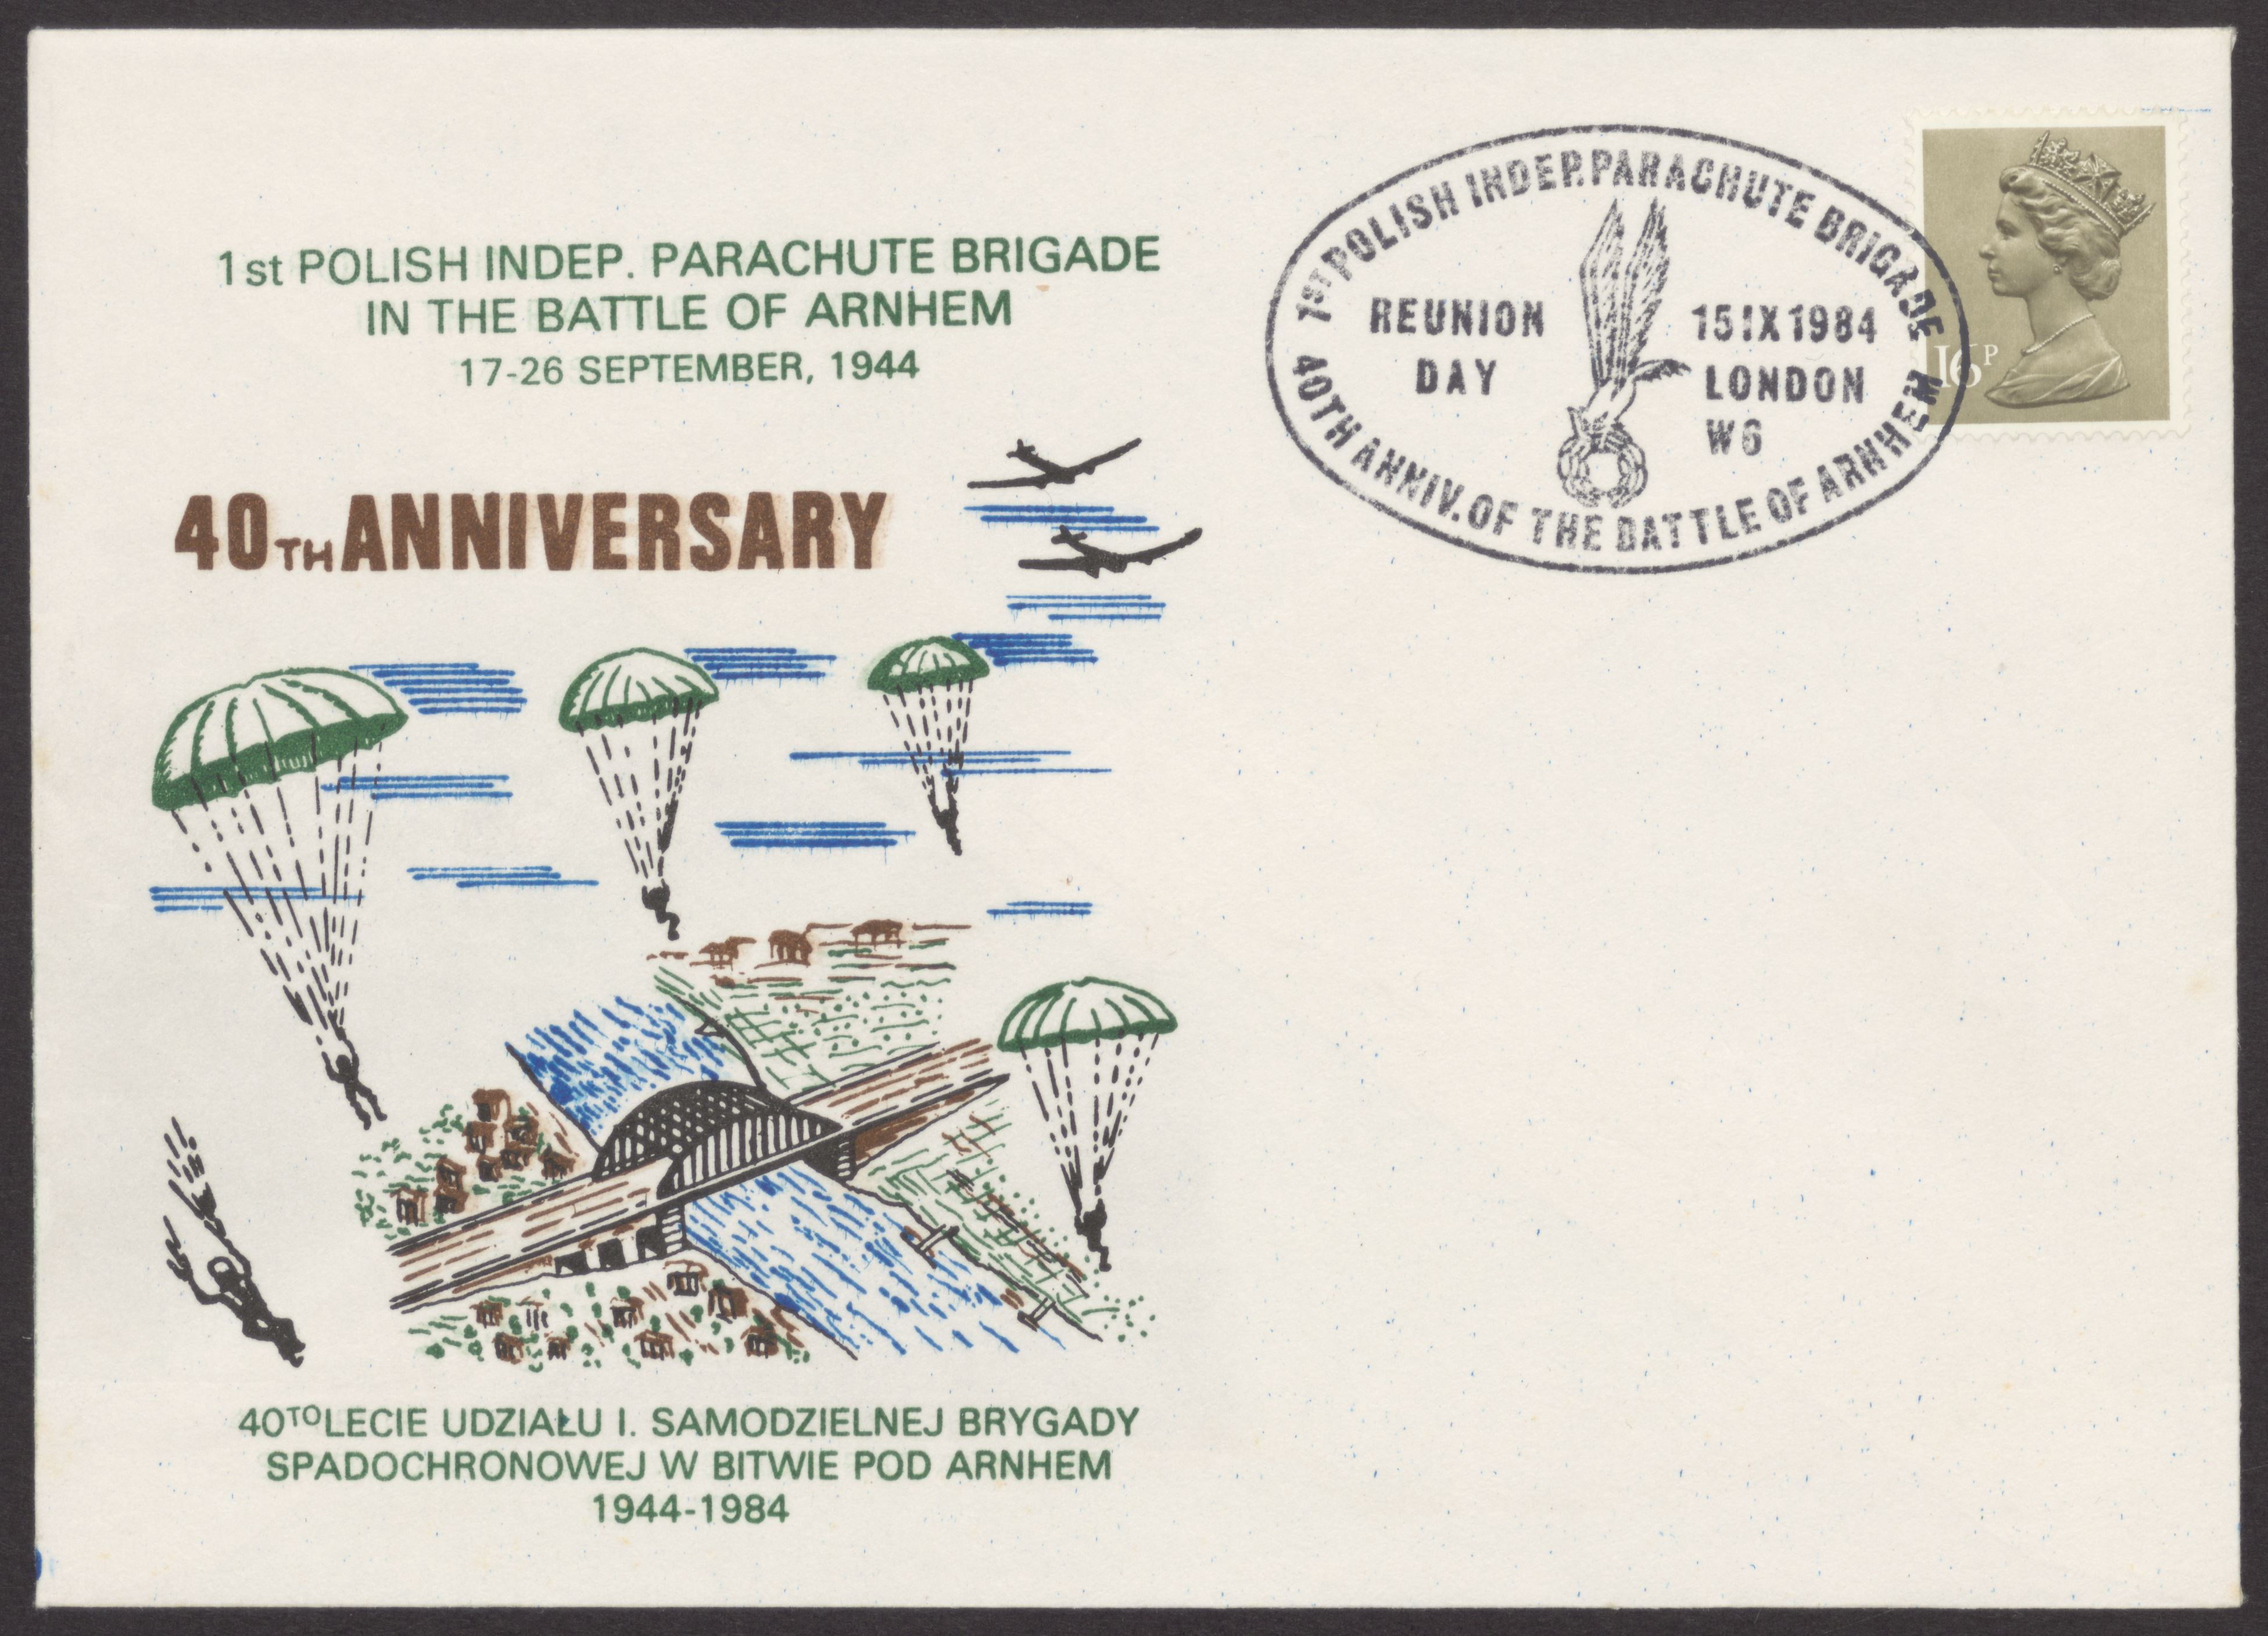 1st POLISH INDEP. PARACHUTE BRIGADE
IN THE BATTLE OF ARNHEM
17-26 SEPTEMBER, 1944
40TH ANNIVERSARY
1ST POLISH INDEP. PARACHUTE BRIGADE
REUNION
DAY
15 IX 1984
LONDON
W6
40TH ANNIV. OF THE BATTLE OF ARNHEM
16P
40TOLECIE UDZIAŁU I. SAMODZIELNEJ BRYGADY
SPADOCHRONOWEJ W BITWIE POD ARNHEM
1944-1984